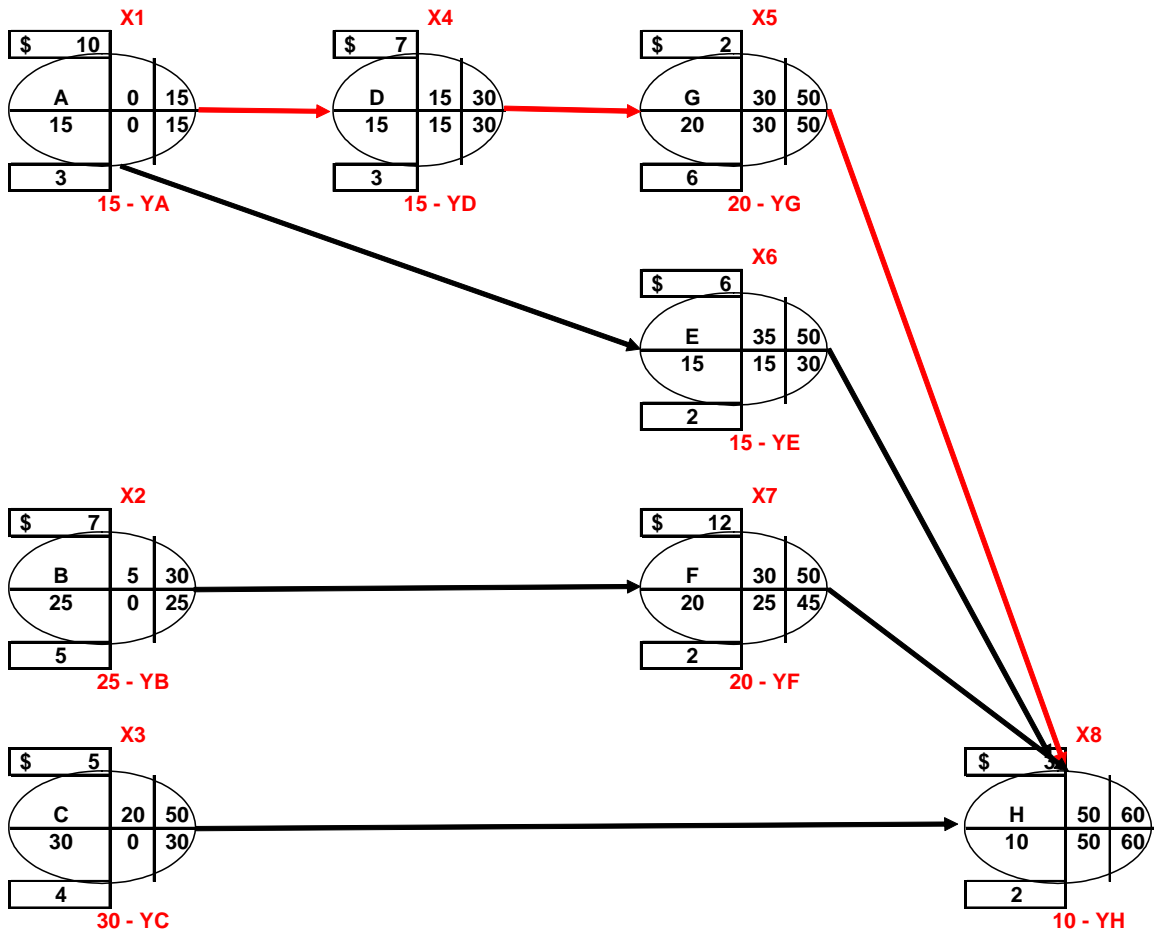 X1 X4 X5
$ 10 $ 7 $ 2
A 0 15 D 15 30 G 30 50
15 0 15 15 15 30 20 30 50
3 3 6
15 - YA 15 - YD 20 - YG
X6
$ 6
E 35 50
15 15 30
2
15 - YE
X2 X7
$ 7 $ 12
B 5 30 F 30 50
25 0 25 20 25 45
5 2
25 - YB 20 - YF
X3 X8
$ 5 $ 3
C 20 50 H 50 60
30 0 30 10 50 60
4 2
30 - YC 10 - YH